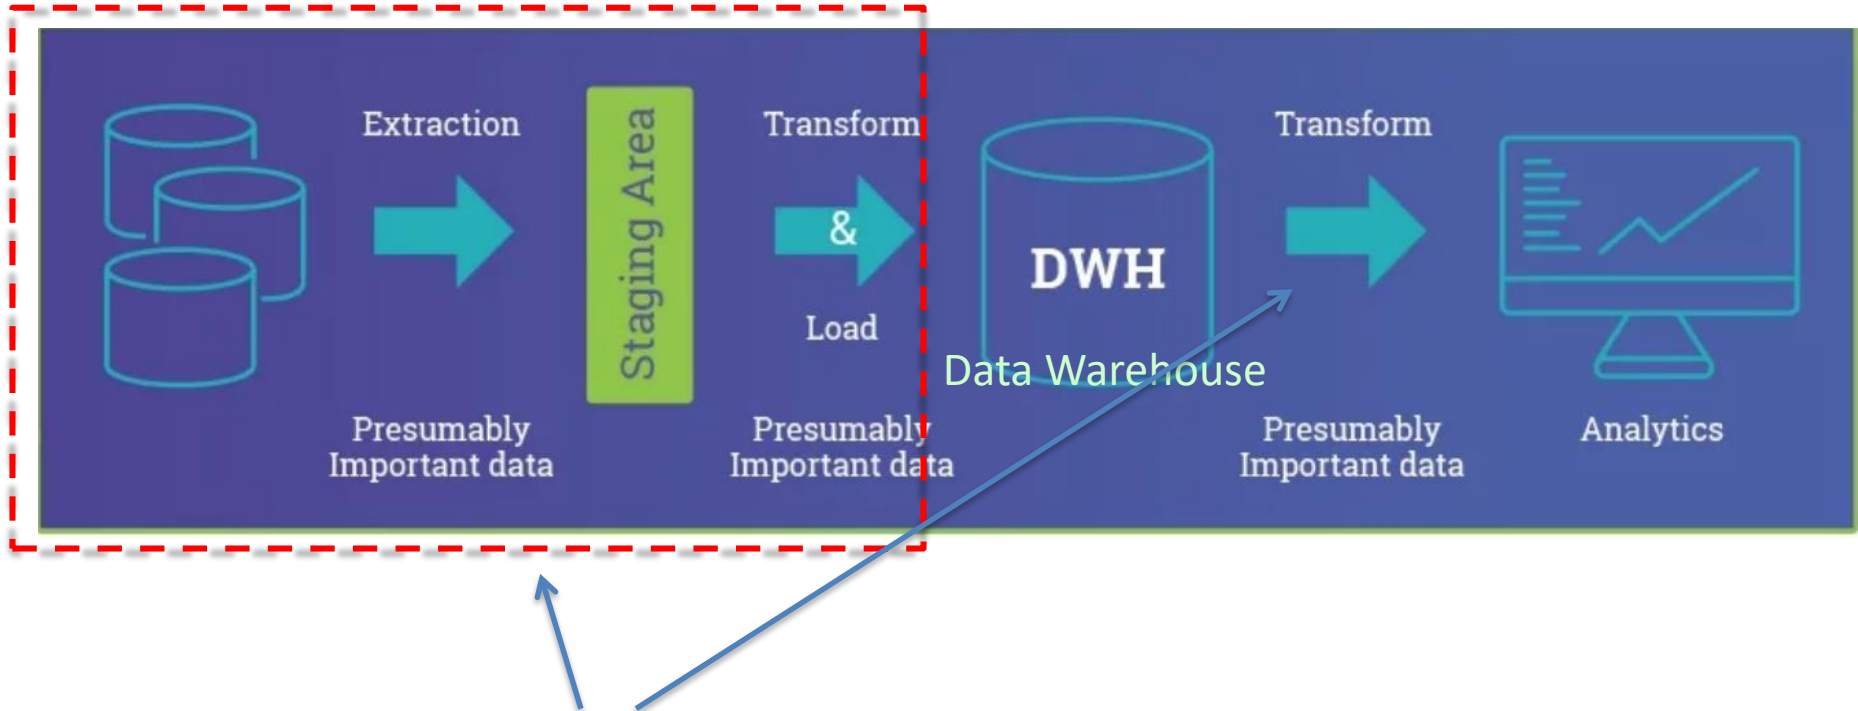 Extraction
Staging Area
Transform
&
Load
DWH
Data Warehouse
Transform
Presumably
Important data
Presumably
Important data
Presumably
Important data
Analytics